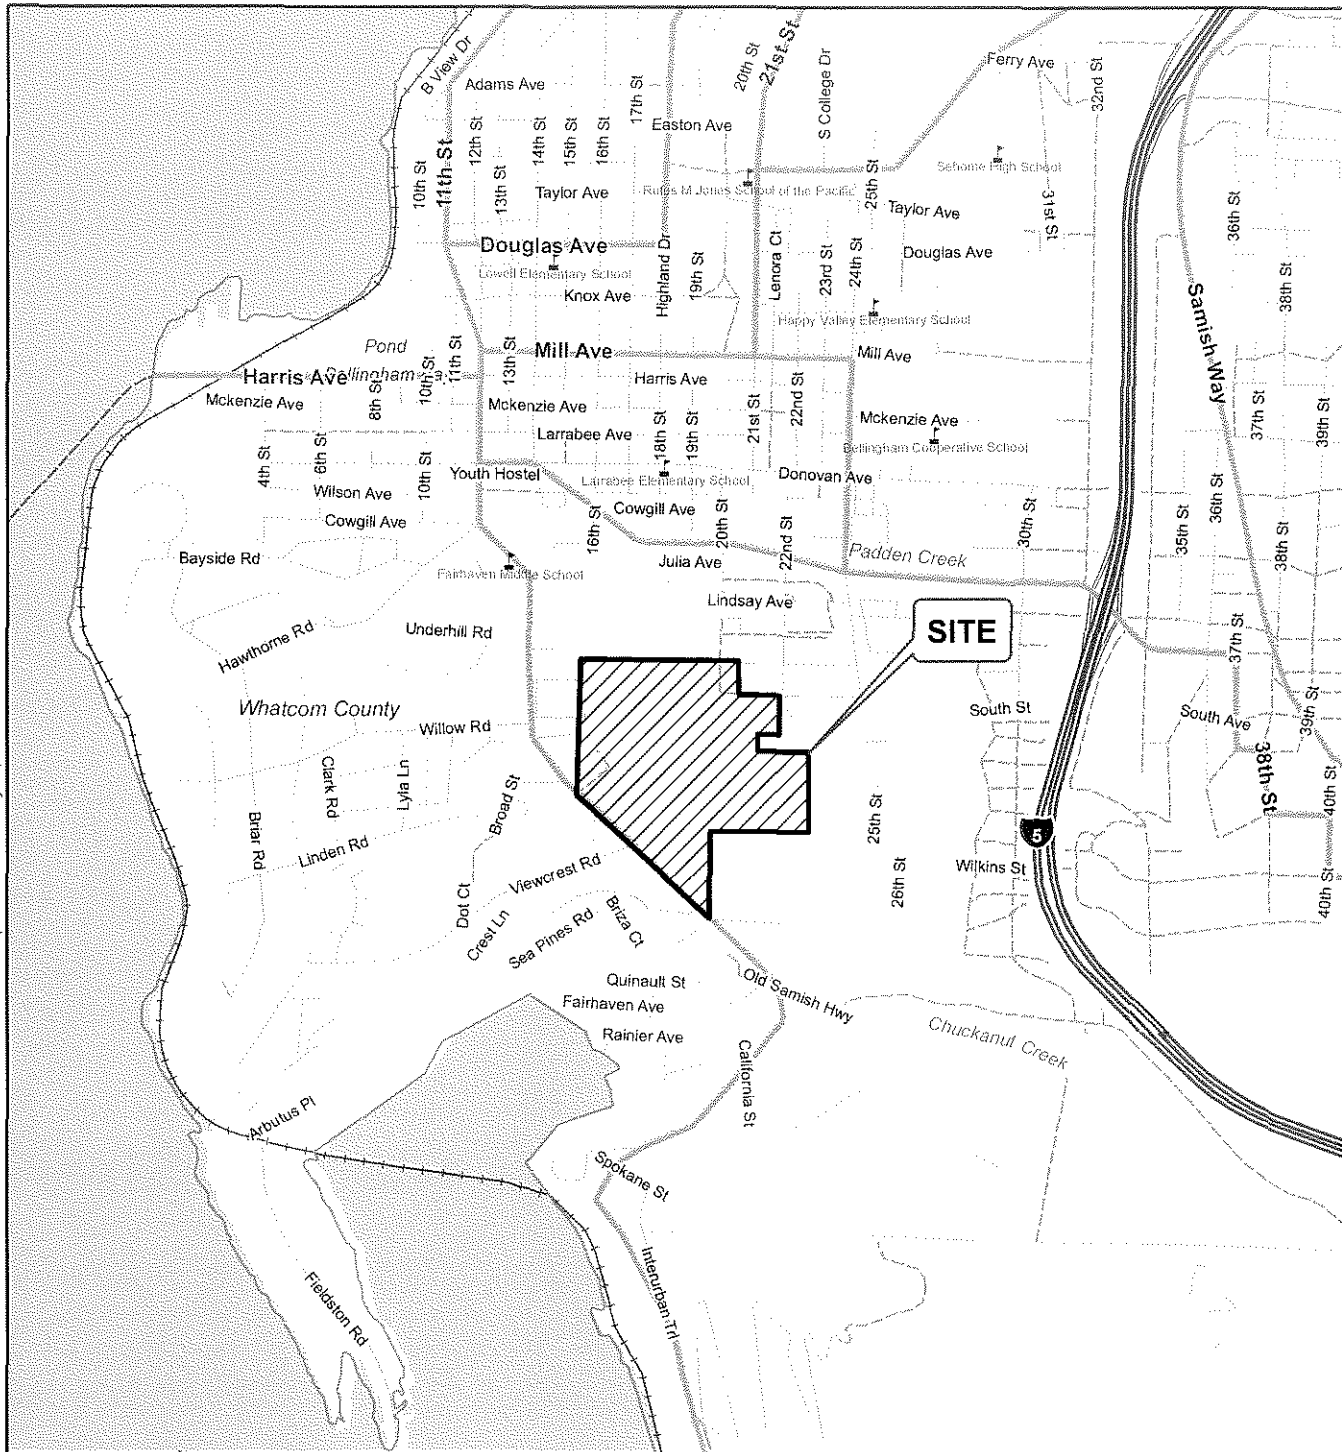 B View Dr
Adams Ave
10th St
11th St
12th St
13th St
14th St
15th St
16th St
17th St
Easton Ave
20th St
21st St
S College Dr
Ferry Ave
32nd St
Sehome High School
31st St
25th St
Rufus M Jones School of the Pacific
Taylor Ave
Taylor Ave
36th St
Douglas Ave
Lowell Elementary School
Highland Dr
19th St
Lenora Ct
23rd St
24th St
Douglas Ave
38th St
Samish Way
Knox Ave
Happy Valley Elementary School
Pond
Mill Ave
Mill Ave
Harris Ave
Harris Ave
Mckenzie Ave
8th St
10th St
11th St
13th St
Mckenzie Ave
Larrabee Ave
18th St
19th St
21st St
22nd St
Mckenzie Ave
Bellingham Cooperative School
37th St
39th St
4th St
6th St
10th St
Wilson Ave
Cowgill Ave
Youth Hostel
Larrabee Elementary School
Donovan Ave
Cowgill Ave
16th St
20th St
22nd St
30th St
35th St
36th St
38th St
Bayside Rd
Fairhaven Middle School
Julia Ave
Padden Creek
Lindsay Ave
SITE
Hawthorne Rd
Underhill Rd
37th St
Whatcom County
Willow Rd
South St
South Ave
39th St
38th St
40th St
Clark Rd
Lylia Ln
Broad St
Briar Rd
Linden Rd
25th St
5
Viewcrest Rd
26th St
Wilkins St
40th St
Dot Ct
Crest Ln
Sea Pines Rd
Briza Ct
Quinault St
Old Samish Hwy
Fairhaven Ave
Rainier Ave
California St
Chuckanut Creek
Arbutus Pl
Spokane St
Fieldston Rd
Interurban Trl